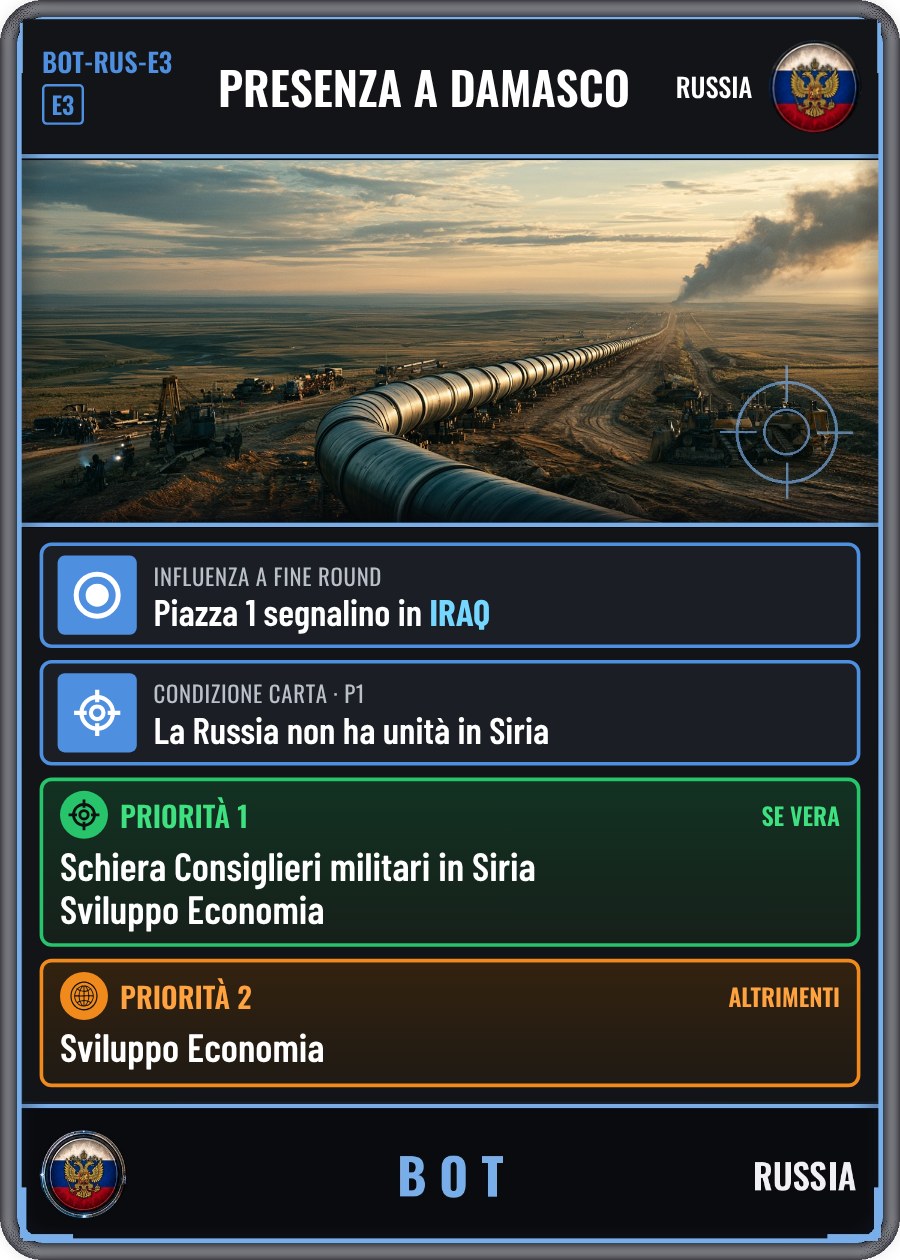 BOT-RUS-E3
E3
PRESENZA A DAMASCO
RUSSIA
INFLUENZA A FINE ROUND
Piazza 1 segnalino in IRAQ
CONDIZIONE CARTA · P1
La Russia non ha unità in Siria
PRIORITÀ 1
SE VERA
Schiera Consiglieri militari in Siria
Sviluppo Economia
PRIORITÀ 2
ALTRIMENTI
Sviluppo Economia
BOT
RUSSIA